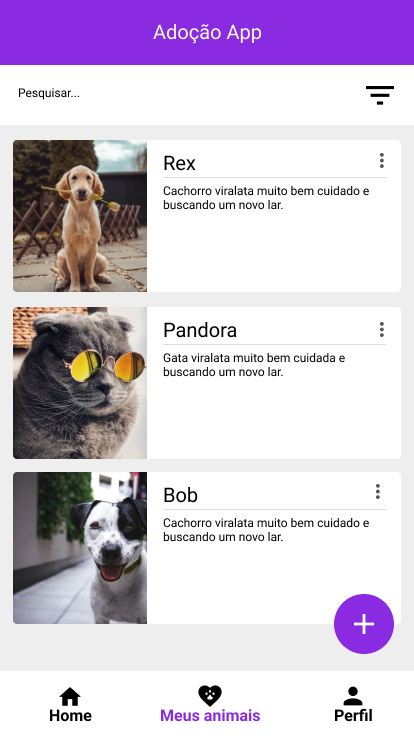 Adoção App
Pesquisar...
Rex
Cachorro viralata muito bem cuidado e
buscando um novo lar.
Pandora
Gata viralata muito bem cuidada e
buscando um novo lar.
Bob
Cachorro viralata muito bem cuidado e
buscando um novo lar.
Home
Meus animais
Perfil